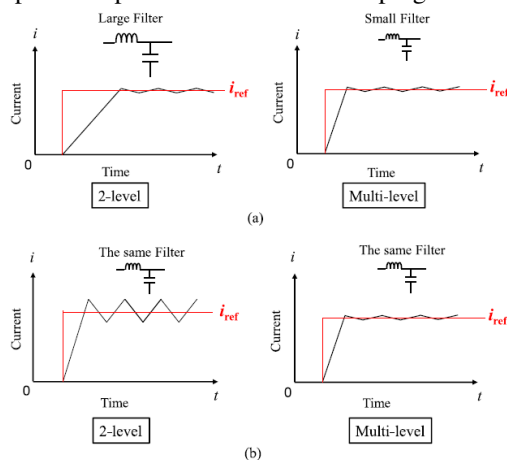 Large Filter
i
Current
i_ref
0
Time
t
2-level
Small Filter
i
Current
i_ref
0
Time
t
Multi-level
(a)
The same Filter
i
Current
i_ref
0
Time
t
2-level
The same Filter
i
Current
i_ref
0
Time
t
Multi-level
(b)